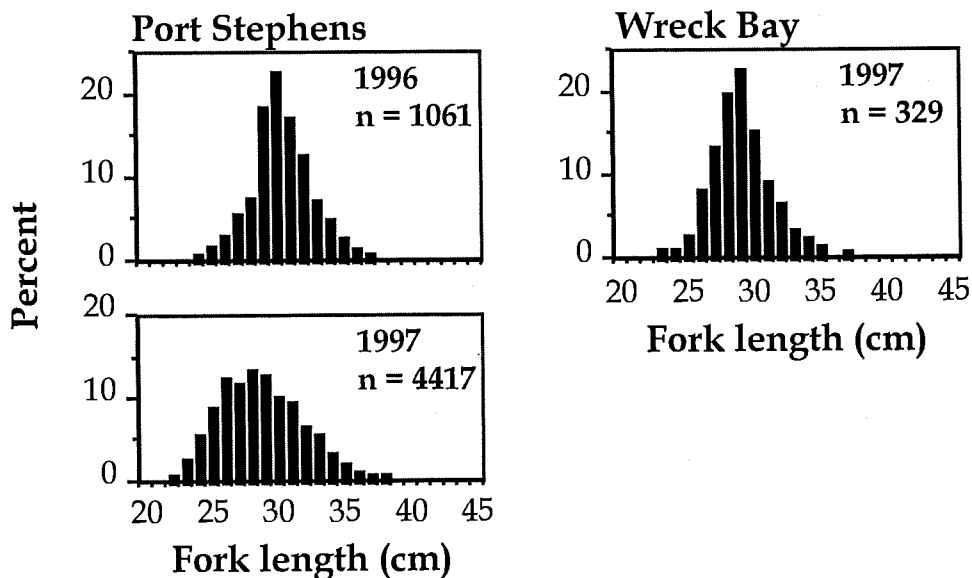 Port Stephens
Wreck Bay
Percent
20
10
0
1996
n = 1061
20
10
0
1997
n = 329
20 25 30 35 40 45
Fork length (cm)
20
10
0
1997
n = 4417
20 25 30 35 40 45
Fork length (cm)